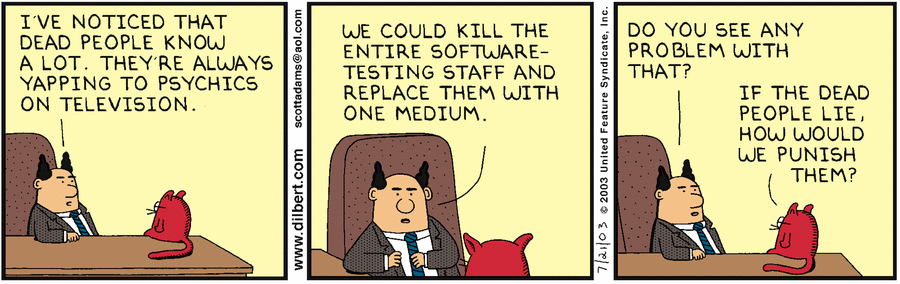 I'VE NOTICED THAT
DEAD PEOPLE KNOW
A LOT. THEY'RE ALWAYS
YAPPING TO PSYCHICS
ON TELEVISION.
www.dilbert.com
scottadams@aol.com
WE COULD KILL THE
ENTIRE SOFTWARE-
TESTING STAFF AND
REPLACE THEM WITH
ONE MEDIUM.
7/21/03 © 2003 United Feature Syndicate, Inc.
DO YOU SEE ANY
PROBLEM WITH
THAT?
IF THE DEAD
PEOPLE LIE,
HOW WOULD
WE PUNISH
THEM?